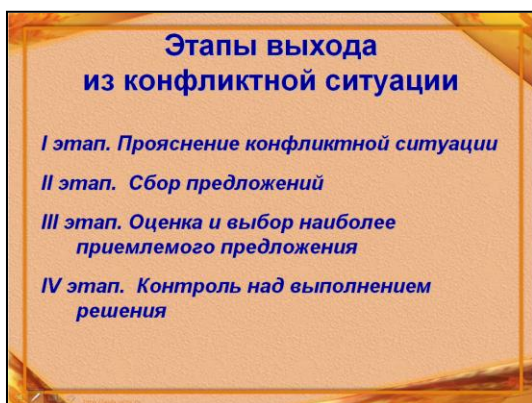 Этапы выхода
из конфликтной ситуации
I этап. Прояснение конфликтной ситуации
II этап. Сбор предложений
III этап. Оценка и выбор наиболее
приемлемого предложения
IV этап. Контроль над выполнением
решения